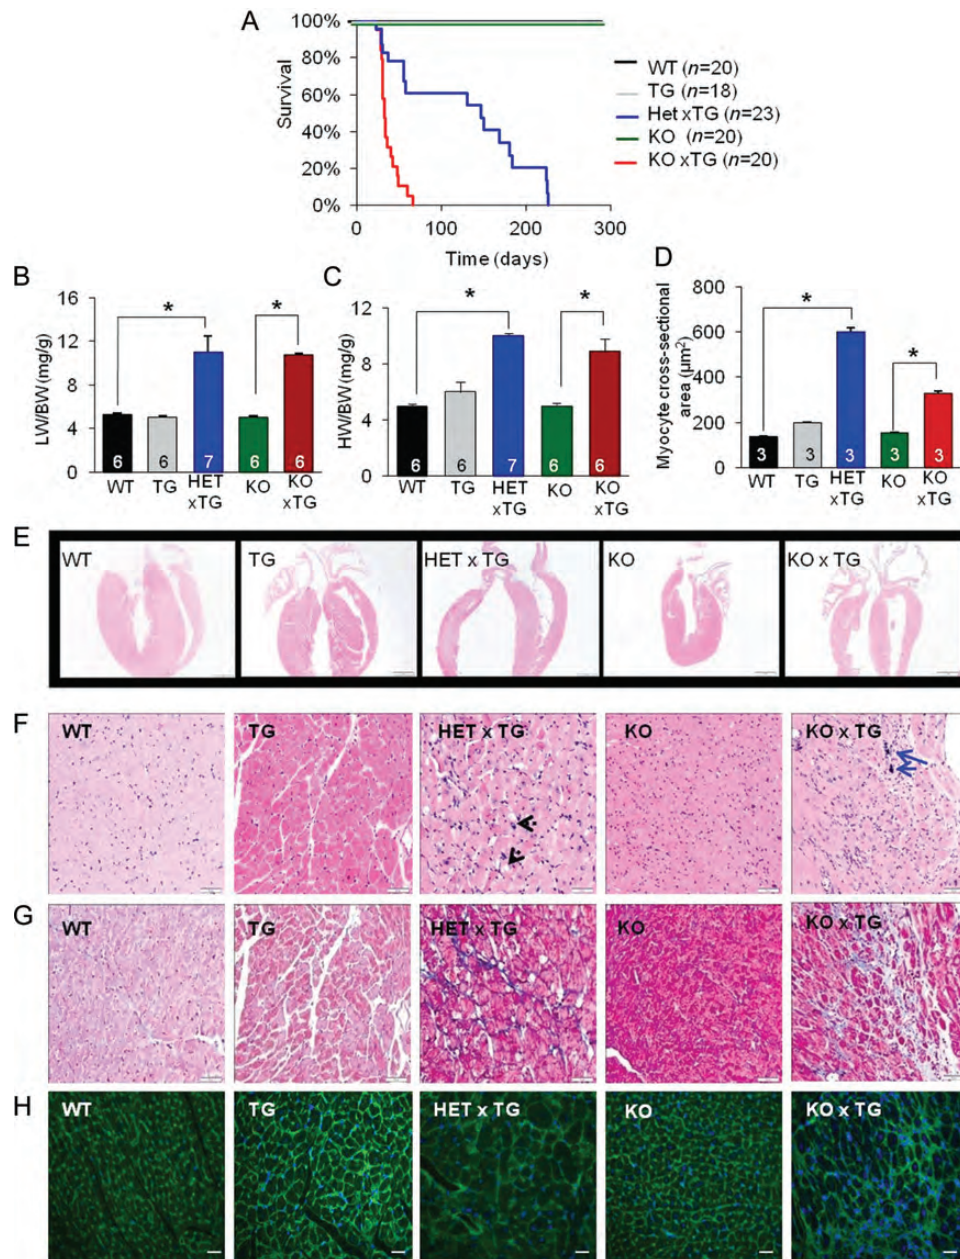 A
100%
80%
60%
40%
20%
0%
Survival
0 100 200 300
Time (days)
WT (n=20)
TG (n=18)
Het xTG (n=23)
KO (n=20)
KO xTG (n=20)
B
16
12
8
4
0
LW/BW (mg/g)
*
*
6 6 7 6 6
WT TG HET xTG KO KO xTG
C
12
8
4
0
HW/BW (mg/g)
*
*
6 6 7 6 6
WT TG HET xTG KO KO xTG
D
800
600
400
200
0
Myocyte cross-sectional
area (µm²)
*
*
3 3 3 3 3
WT TG HET xTG KO KO xTG
E
WT TG HET x TG KO KO x TG
F
WT TG HET x TG KO KO x TG
G
WT TG HET x TG KO KO x TG
H
WT TG HET x TG KO KO x TG